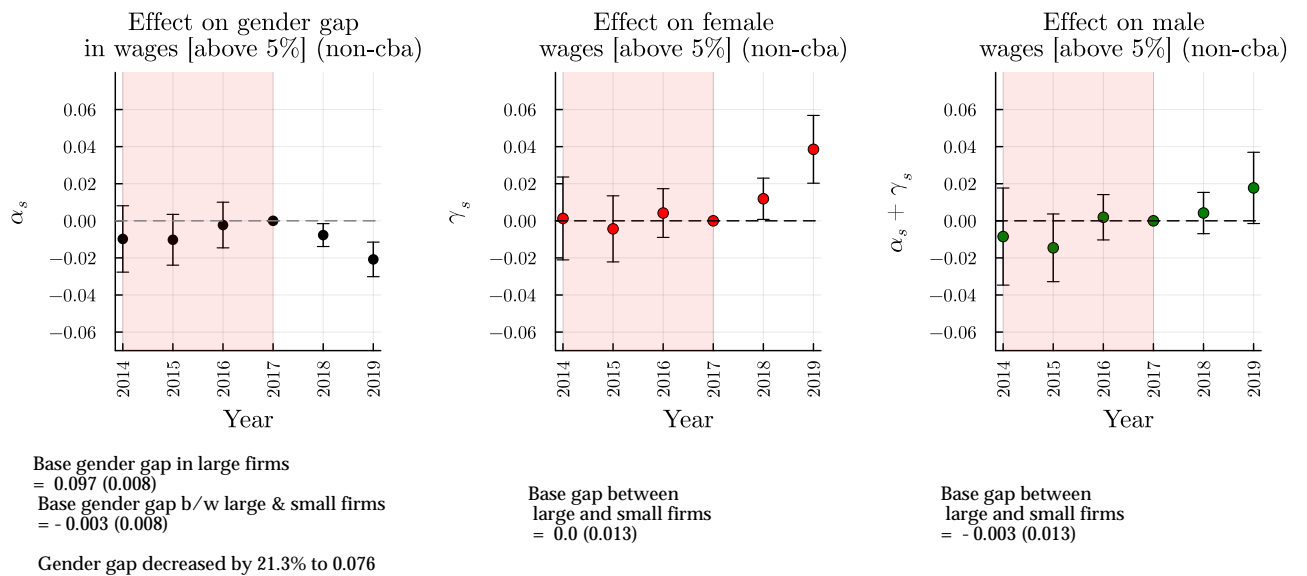 Effect on gender gap
in wages [above 5%] (non-cba)
0.06
0.04
0.02
0.00
−0.02
−0.04
−0.06
α_s
2014
2015
2016
2017
2018
2019
Year
Base gender gap in large firms
= 0.097 (0.008)
Base gender gap b/w large & small firms
= - 0.003 (0.008)
Gender gap decreased by 21.3% to 0.076
Effect on female
wages [above 5%] (non-cba)
0.06
0.04
0.02
0.00
−0.02
−0.04
−0.06
γ_s
2014
2015
2016
2017
2018
2019
Year
Base gap between
large and small firms
= 0.0 (0.013)
Effect on male
wages [above 5%] (non-cba)
0.06
0.04
0.02
0.00
−0.02
−0.04
−0.06
α_s + γ_s
2014
2015
2016
2017
2018
2019
Year
Base gap between
large and small firms
= - 0.003 (0.013)